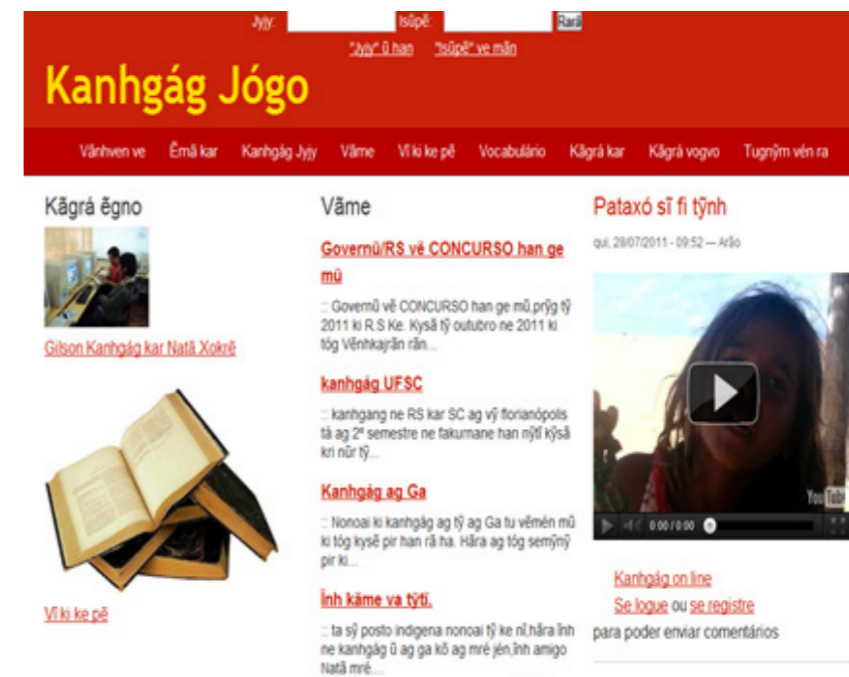 Jyjy: Isũpẽ: Rarã
"Jyjy" ũ han "Isũpẽ" ve mãn
Kanhgág Jógo
Vãnhven ve Ẽmã kar Kanhgág Jyjy Vãme Vĩ ki ke pẽ Vocabulário Kãgrá kar Kãgrá vogvo Tugnỹm vén ra
Kãgrá ẽgno
Gilson Kanhgág kar Natã Xokrẽ
Vĩ ki ke pẽ
Vãme
Governũ/RS vẽ CONCURSO han ge
mũ
:: Governũ vẽ CONCURSO han ge mũ,prỹg tỹ
2011 ki R.S Ke. Kysã tỹ outubro ne 2011 ki
tóg Vẽnhkajrãn rãn...
kanhgág UFSC
:: kanhgang ne RS kar SC ag vỹ florianópolis
tá ag 2º semestre ne fakurnane han nỹtĩ kỹsã
kri nũr tỹ...
Kanhgág ag Ga
:: Nonoai ki kanhgág ag tỹ ag Ga tu vẽmén mũ
ki tóg kysẽ pir han rã ha. Hãra ag tóg semỹnỹ
pir ki...
Ĩnh kãme va tỹtĩ.
:: ta sỹ posto indigena nonoai tỹ ke nĩ,hãra ĩnh
ne kanhgág ũ ag ga kõ ag mré jén,ĩnh amigo
Natã mré....
Pataxó sĩ fi tỹnh
qui, 28/07/2011 - 09:52 — Arão
YouTube
0:00 / 0:00
Kanhgág on line
Se logue ou se registre
para poder enviar comentários